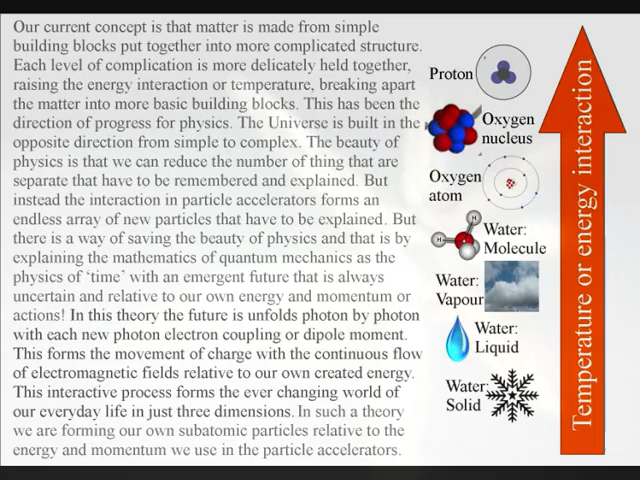 Our current concept is that matter is made from simple
building blocks put together into more complicated structure.
Each level of complication is more delicately held together,
raising the energy interaction or temperature, breaking apart
the matter into more basic building blocks. This has been the
direction of progress for physics. The Universe is built in the
opposite direction from simple to complex. The beauty of
physics is that we can reduce the number of thing that are
separate that have to be remembered and explained. But
instead the interaction in particle accelerators forms an
endless array of new particles that have to be explained. But
there is a way of saving the beauty of physics and that is by
explaining the mathematics of quantum mechanics as the
physics of ‘time’ with an emergent future that is always
uncertain and relative to our own energy and momentum or
actions! In this theory the future is unfolds photon by photon
with each new photon electron coupling or dipole moment.
This forms the movement of charge with the continuous flow
of electromagnetic fields relative to our own created energy.
This interactive process forms the ever changing world of
our everyday life in just three dimensions. In such a theory
we are forming our own subatomic particles relative to the
energy and momentum we use in the particle accelerators.
Proton
Oxygen
nucleus
Oxygen
atom
H
H
Water:
Molecule
Water:
Vapour
Water:
Liquid
Water:
Solid
Temperature or energy interaction